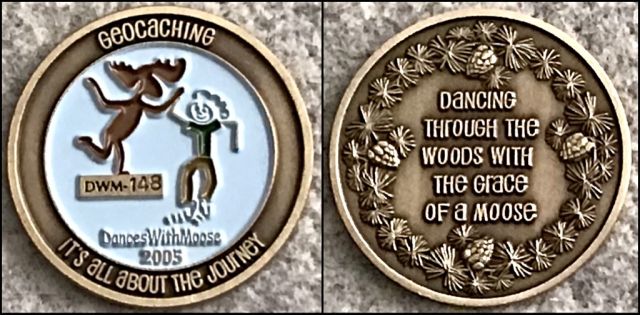 GEOCACHING
DWM-148
DancesWithMoose
2005
IT'S ALL ABOUT THE JOURNEY
DANCING
THROUGH THE
WOODS WITH
THE GRACE
OF A MOOSE